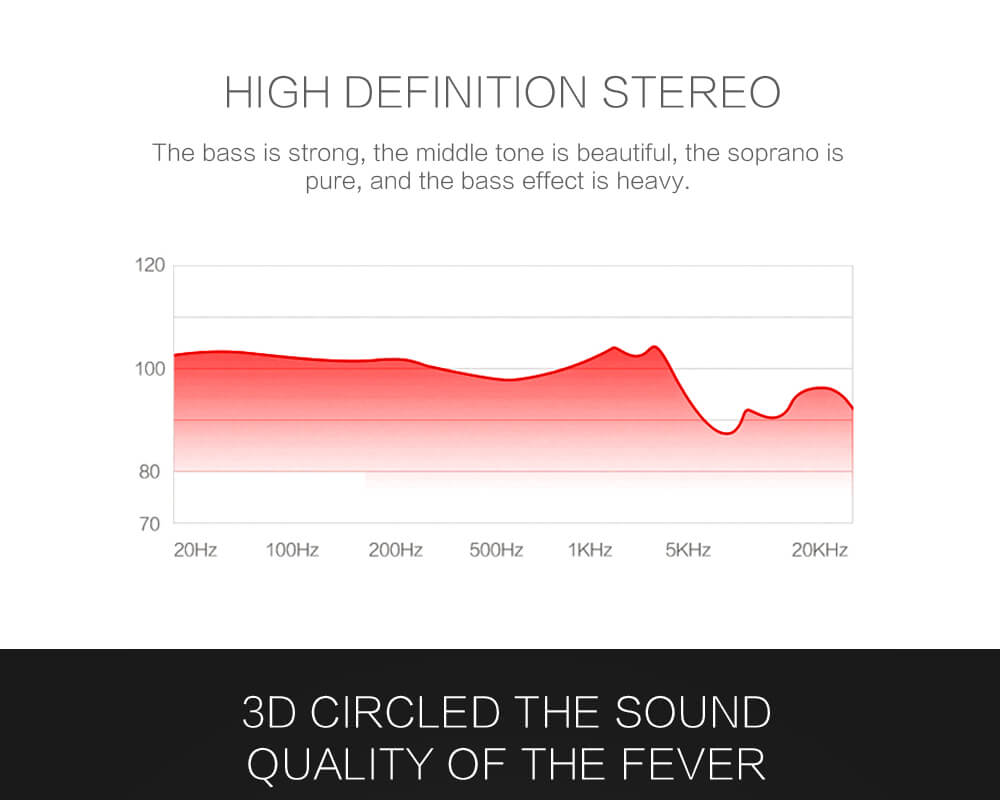 HIGH DEFINITION STEREO
The bass is strong, the middle tone is beautiful, the soprano is
pure, and the bass effect is heavy.
120
100
80
70
20Hz 100Hz 200Hz 500Hz 1KHz 5KHz 20KHz
3D CIRCLED THE SOUND
QUALITY OF THE FEVER